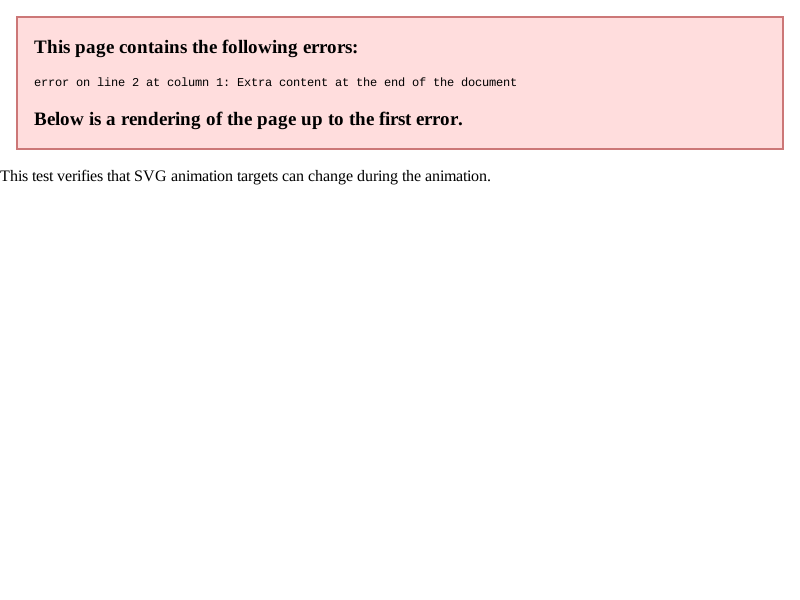 This page contains the following errors:
error on line 2 at column 1: Extra content at the end of the document
Below is a rendering of the page up to the first error.
This test verifies that SVG animation targets can change during the animation.